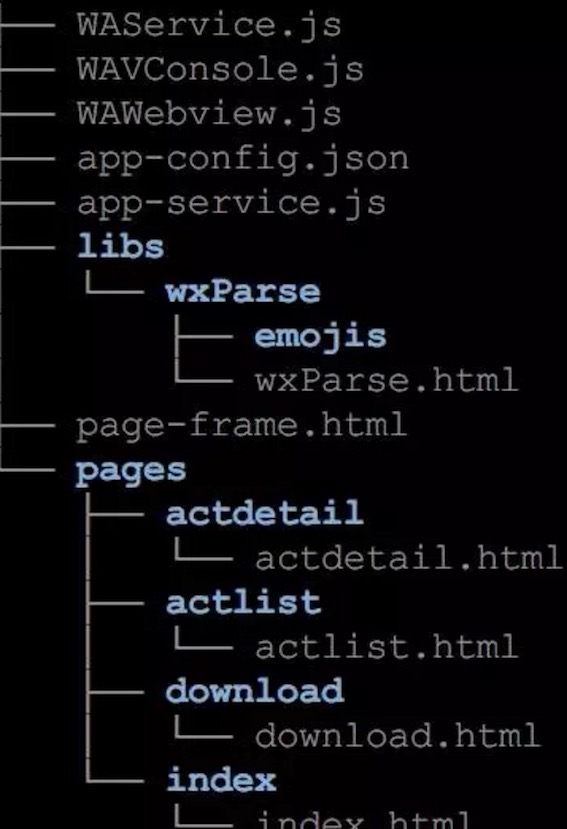 WAService.js
WAVConsole.js
WAWebview.js
app-config.json
app-service.js
libs
wxParse
emojis
wxParse.html
page-frame.html
pages
actdetail
actdetail.html
actlist
actlist.html
download
download.html
index
index.html